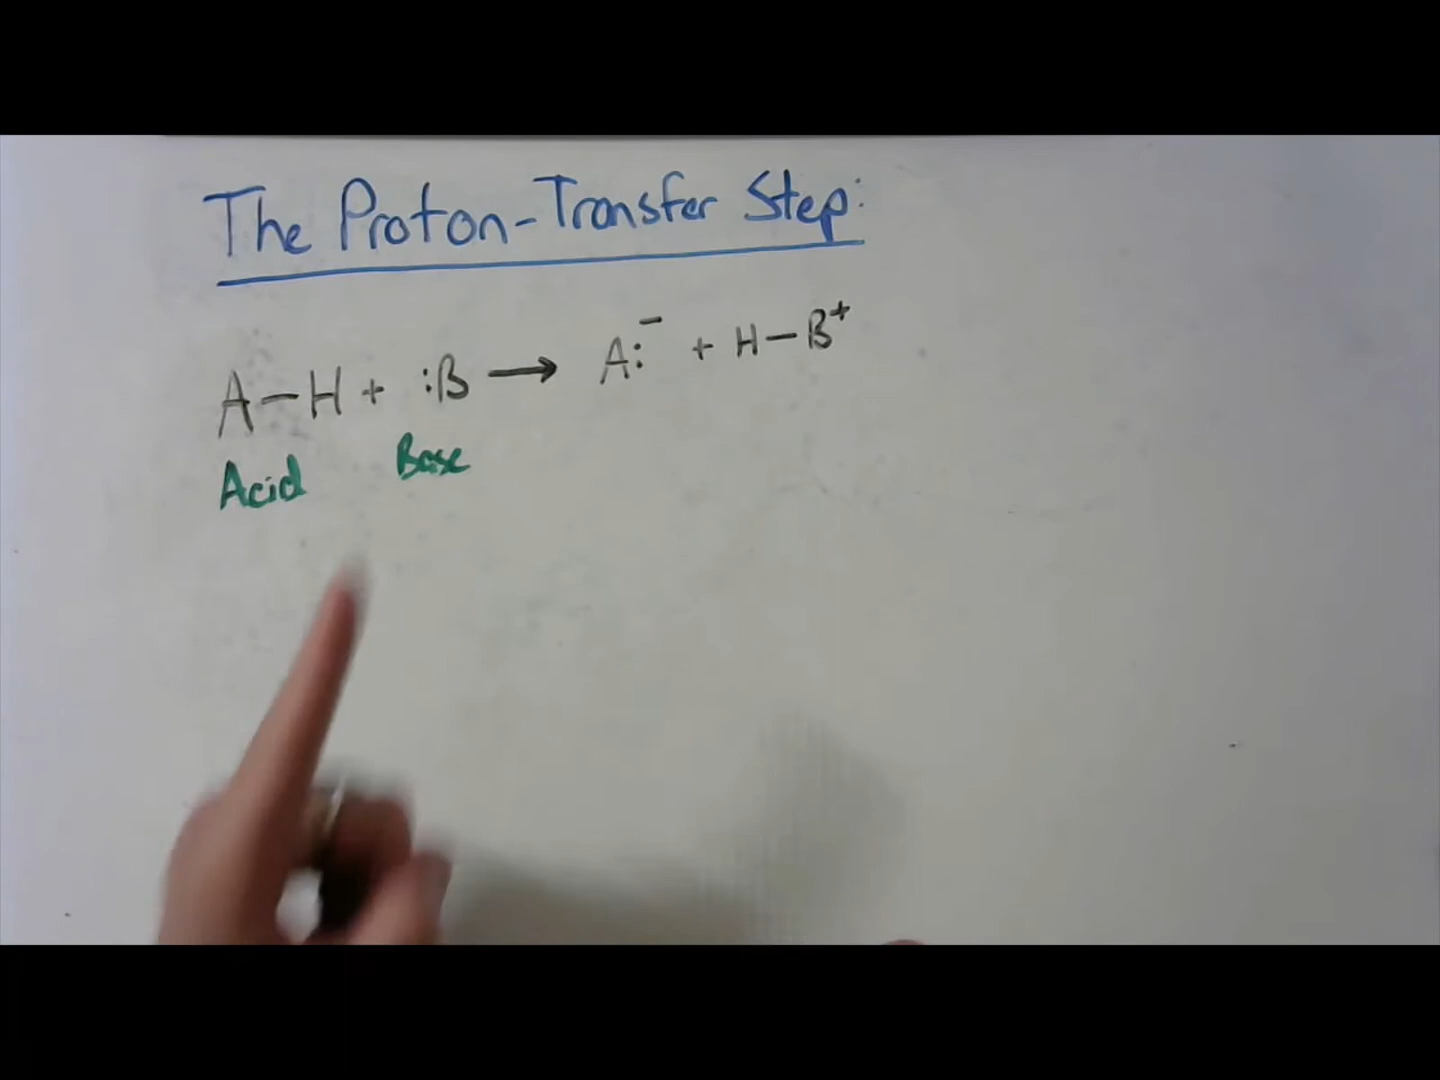 The Proton-Transfer Step:
A–H + :B → A:⁻ + H–B⁺
Acid Base